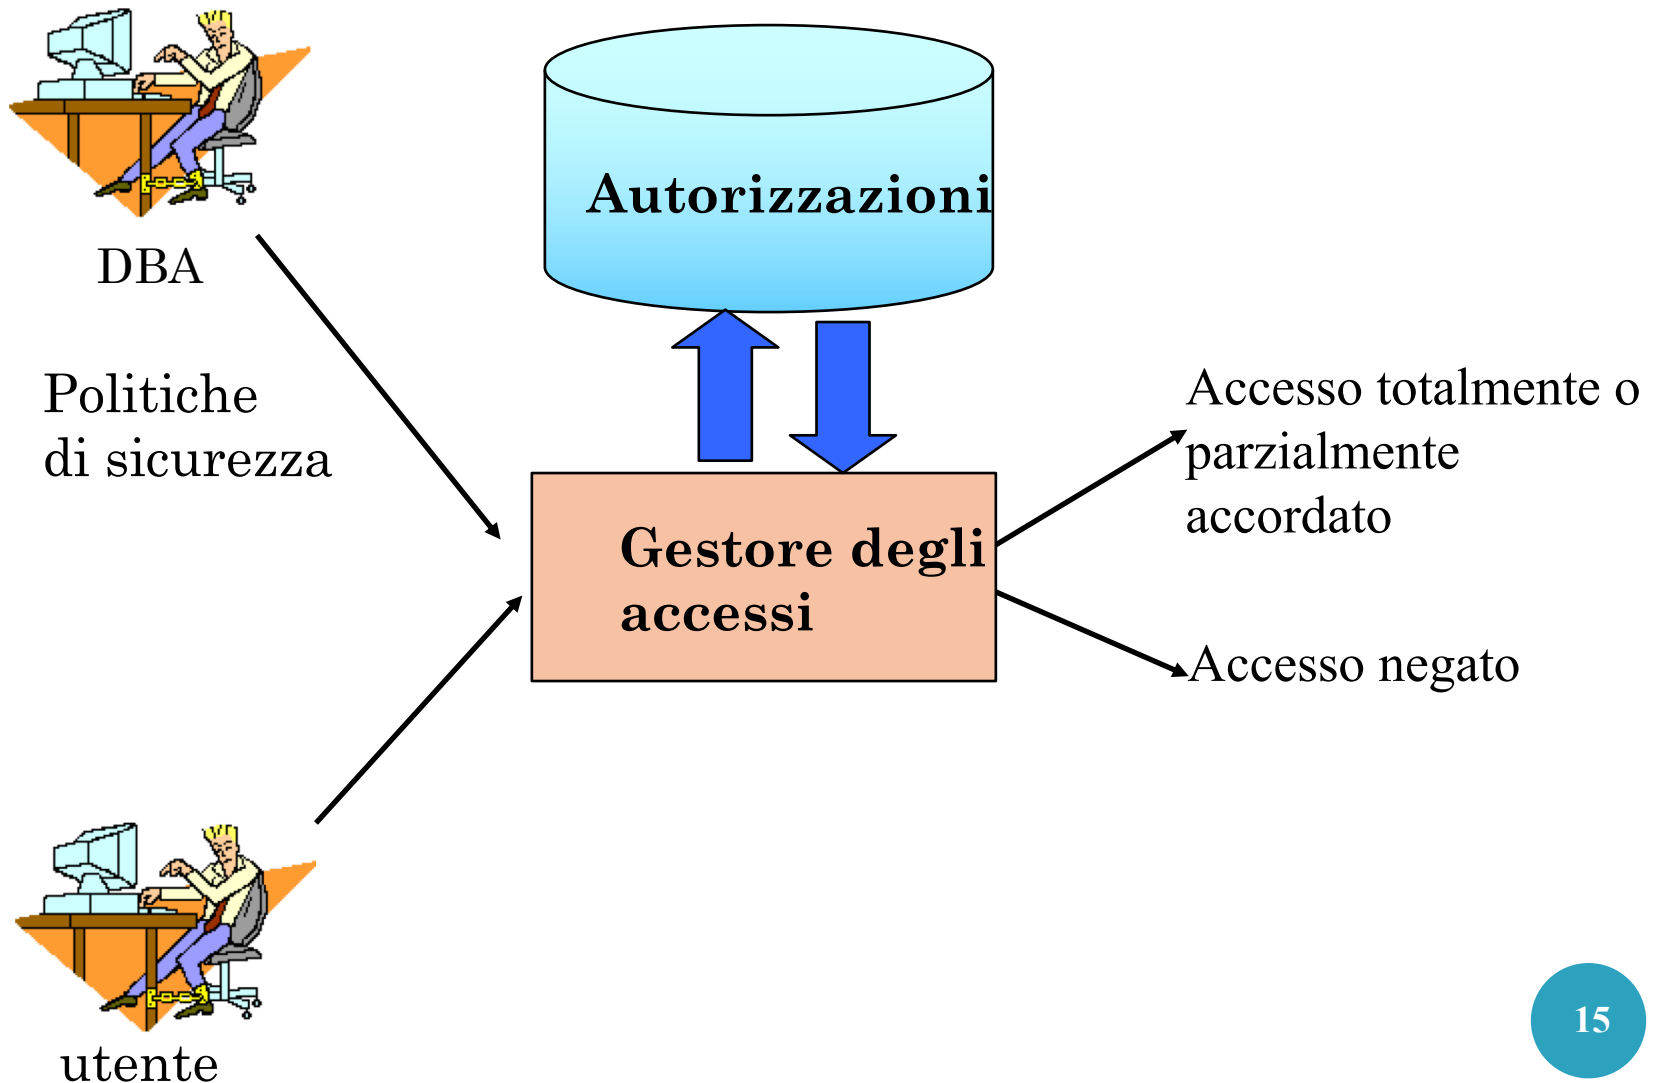 Autorizzazioni
DBA
Politiche
di sicurezza
Accesso totalmente o
parzialmente
accordato
Gestore degli
accessi
Accesso negato
utente
15